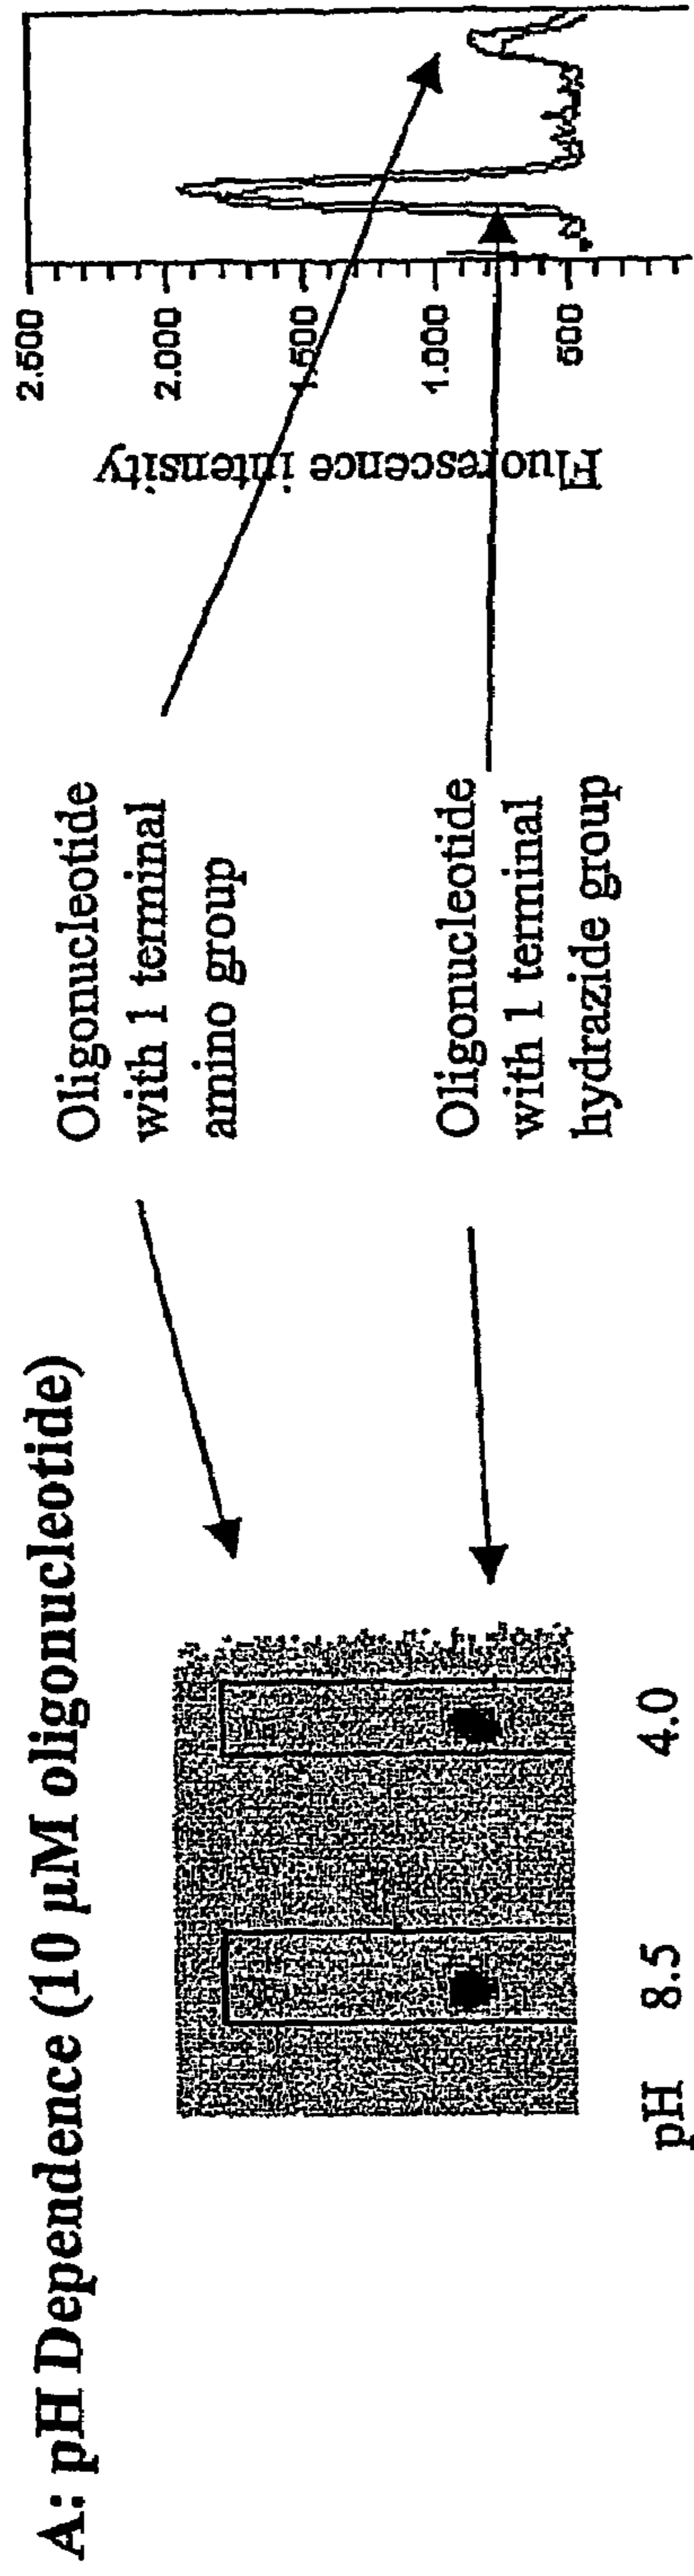 A: pH Dependence (10 µM oligonucleotide)
Oligonucleotide
with 1 terminal
amino group
Oligonucleotide
with 1 terminal
hydrazide group
pH 8.5 4.0
Fluorescence intensity
2.500
2.000
1.500
1.000
500